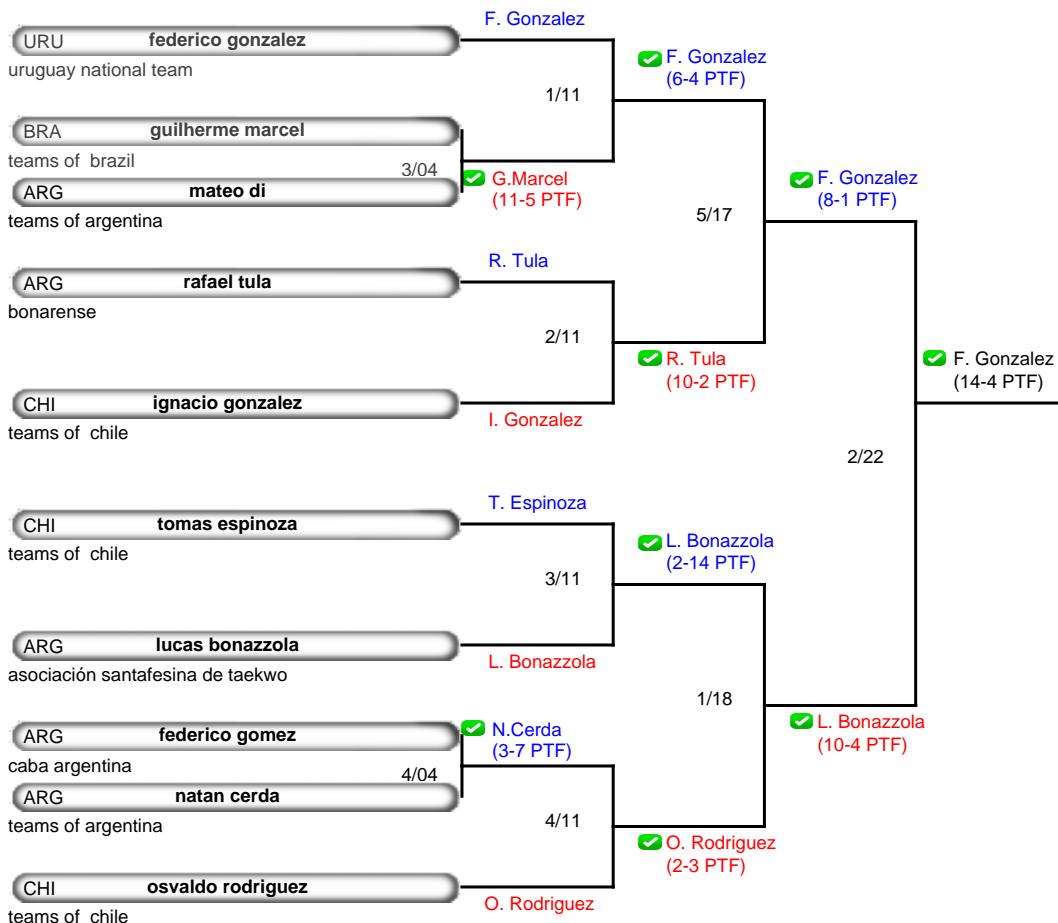 F. Gonzalez
URU federico gonzalez
uruguay national team
F. Gonzalez
(6-4 PTF)
1/11
BRA guilherme marcel
teams of  brazil
3/04
G.Marcel
(11-5 PTF)
ARG mateo di
teams of argentina
F. Gonzalez
(8-1 PTF)
5/17
R. Tula
ARG rafael tula
bonarense
2/11
R. Tula
(10-2 PTF)
F. Gonzalez
(14-4 PTF)
CHI ignacio gonzalez
teams of  chile
I. Gonzalez
2/22
T. Espinoza
CHI tomas espinoza
teams of  chile
L. Bonazzola
(2-14 PTF)
3/11
ARG lucas bonazzola
asociación santafesina de taekwo
L. Bonazzola
1/18
L. Bonazzola
(10-4 PTF)
ARG federico gomez
caba argentina
N.Cerda
(3-7 PTF)
4/04
ARG natan cerda
teams of argentina
4/11
O. Rodriguez
(2-3 PTF)
CHI osvaldo rodriguez
teams of  chile
O. Rodriguez